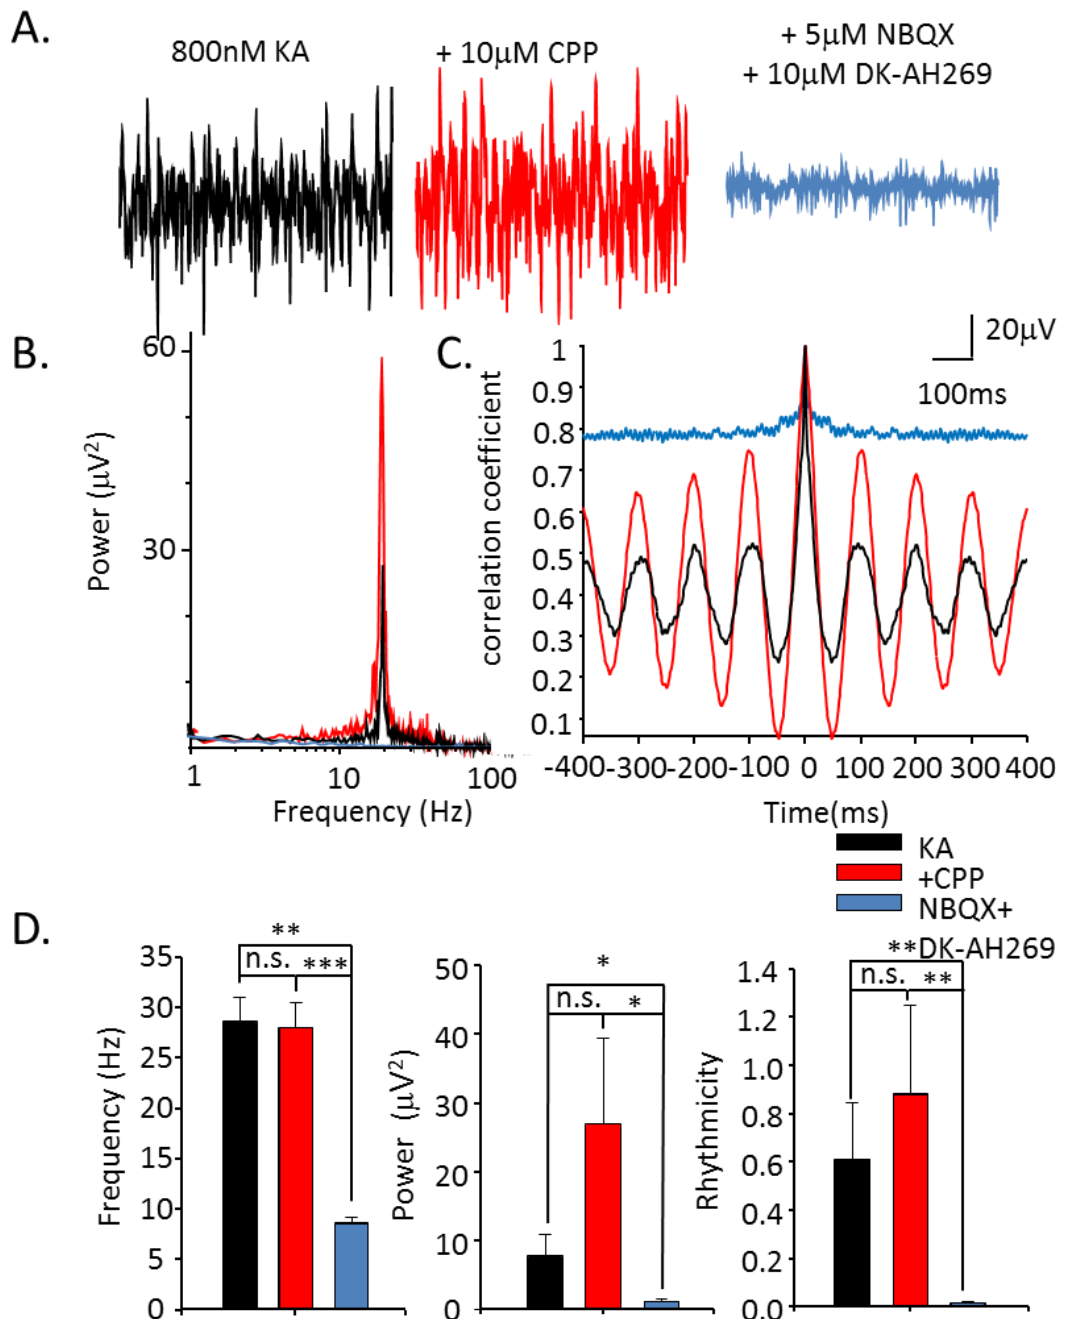 A.
800nM KA
+ 10μM CPP
+ 5μM NBQX
+ 10μM DK-AH269
20μV
100ms
B.
60
30
Power (μV²)
1
10
100
Frequency (Hz)
C.
1
0.9
0.8
0.7
0.6
0.5
0.4
0.3
0.2
0.1
correlation coefficient
-400 -300 -200 -100 0 100 200 300 400
Time(ms)
KA
+CPP
NBQX+
DK-AH269
D.
35
30
25
20
15
10
5
0
Frequency (Hz)
**
n.s.
***
50
40
30
20
10
0
Power (μV²)
*
n.s.
*
1.4
1.2
1.0
0.8
0.6
0.4
0.2
0.0
Rhythmicity
**
n.s.
**